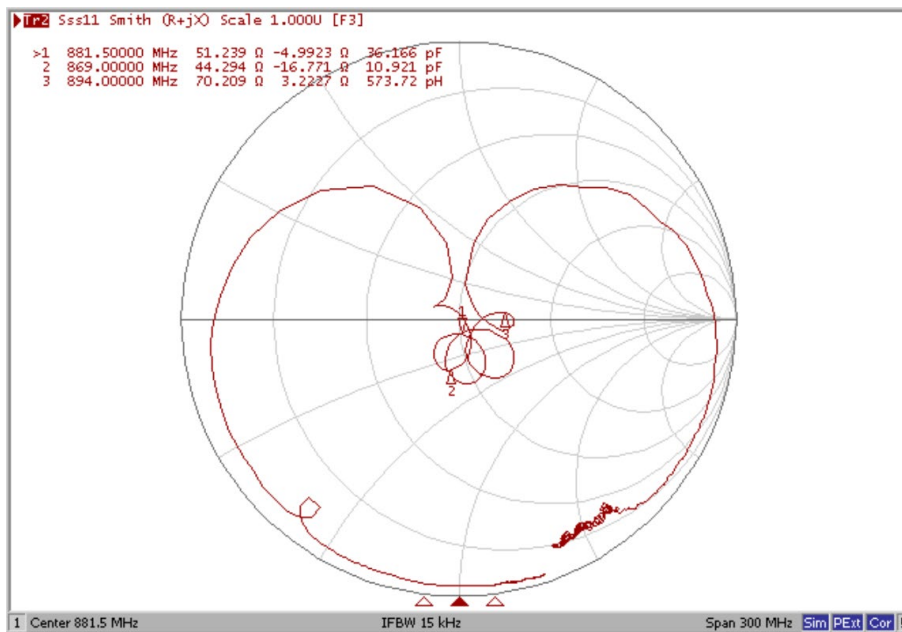 Tr2 Sss11 Smith (R+jX) Scale 1.000U [F3]
>1 881.50000 MHz 51.239 Ω -4.9923 Ω 36.166 pF
2 869.00000 MHz 44.294 Ω -16.771 Ω 10.921 pF
3 894.00000 MHz 70.209 Ω 3.2227 Ω 573.72 pH
1
3
2
1 Center 881.5 MHz IFBW 15 kHz Span 300 MHz Sim PExt Cor